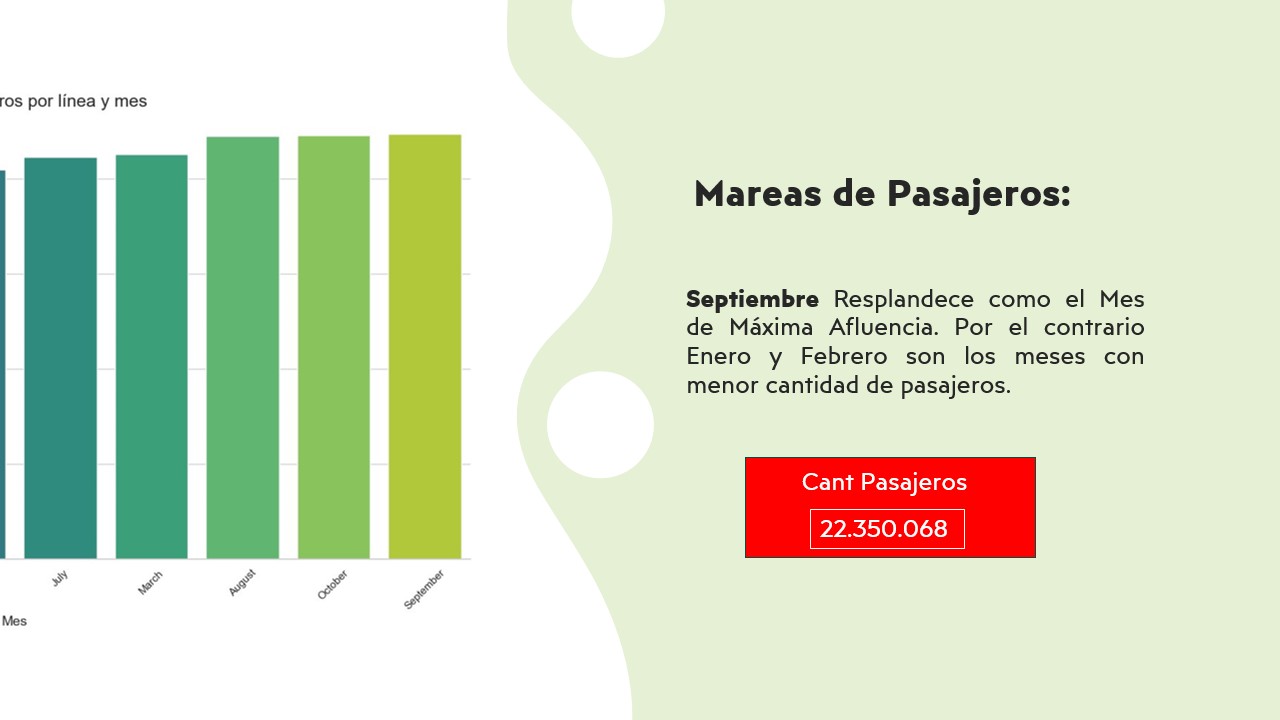 ros por línea y mes
July
March
August
October
September
Mes
Mareas de Pasajeros:
Septiembre Resplandece como el Mes
de Máxima Afluencia. Por el contrario
Enero y Febrero son los meses con
menor cantidad de pasajeros.
Cant Pasajeros
22.350.068